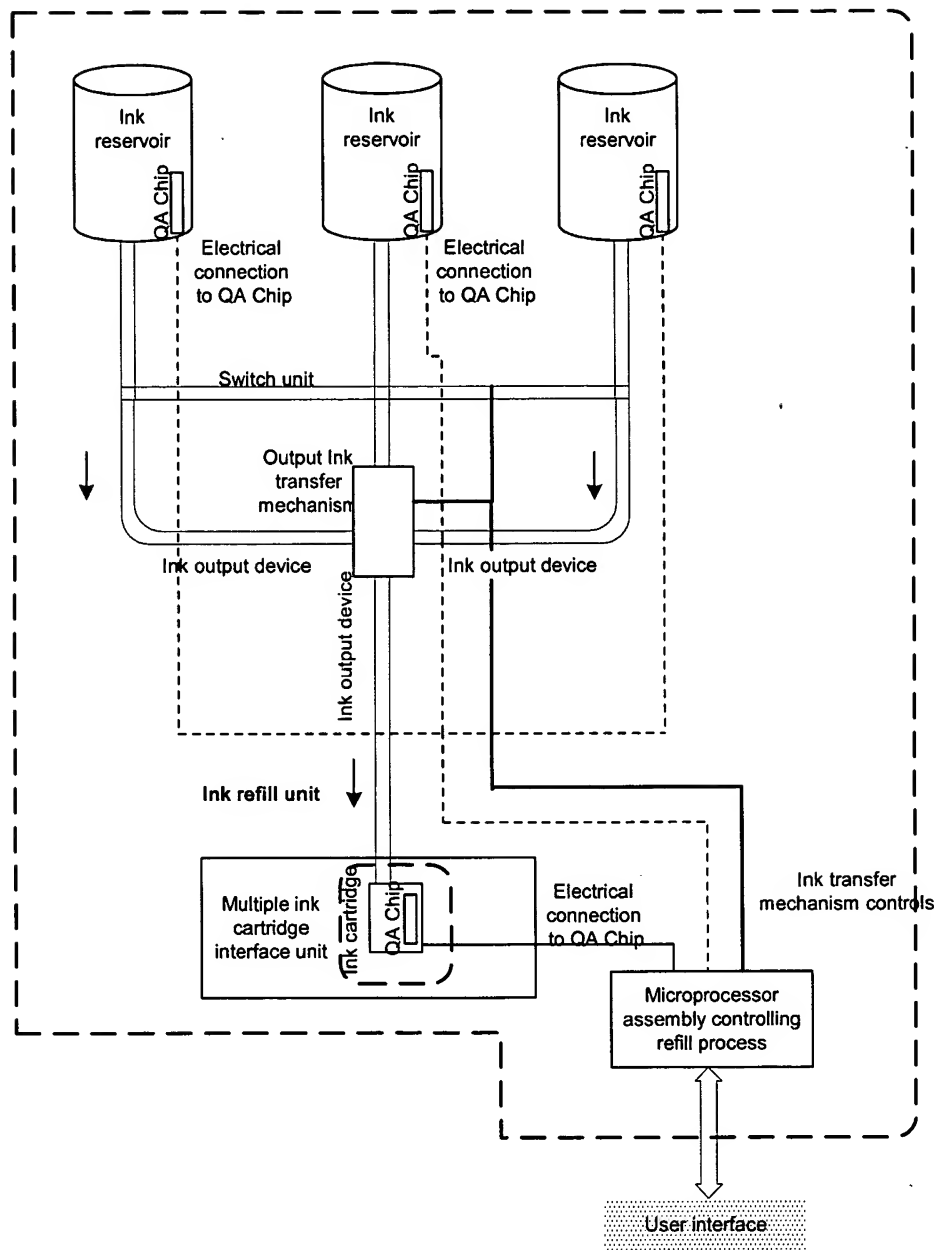 Ink
reservoir
QA Chip
Ink
reservoir
QA Chip
Ink
reservoir
QA Chip
Electrical
connection
to QA Chip
Electrical
connection
to QA Chip
Switch unit
Output Ink
transfer
mechanism
Ink output device
Ink output device
Ink output device
Ink refill unit
Multiple ink
cartridge
interface unit
Ink cartridge
QA Chip
Electrical
connection
to QA Chip
Ink transfer
mechanism controls
Microprocessor
assembly controlling
refill process
User interface